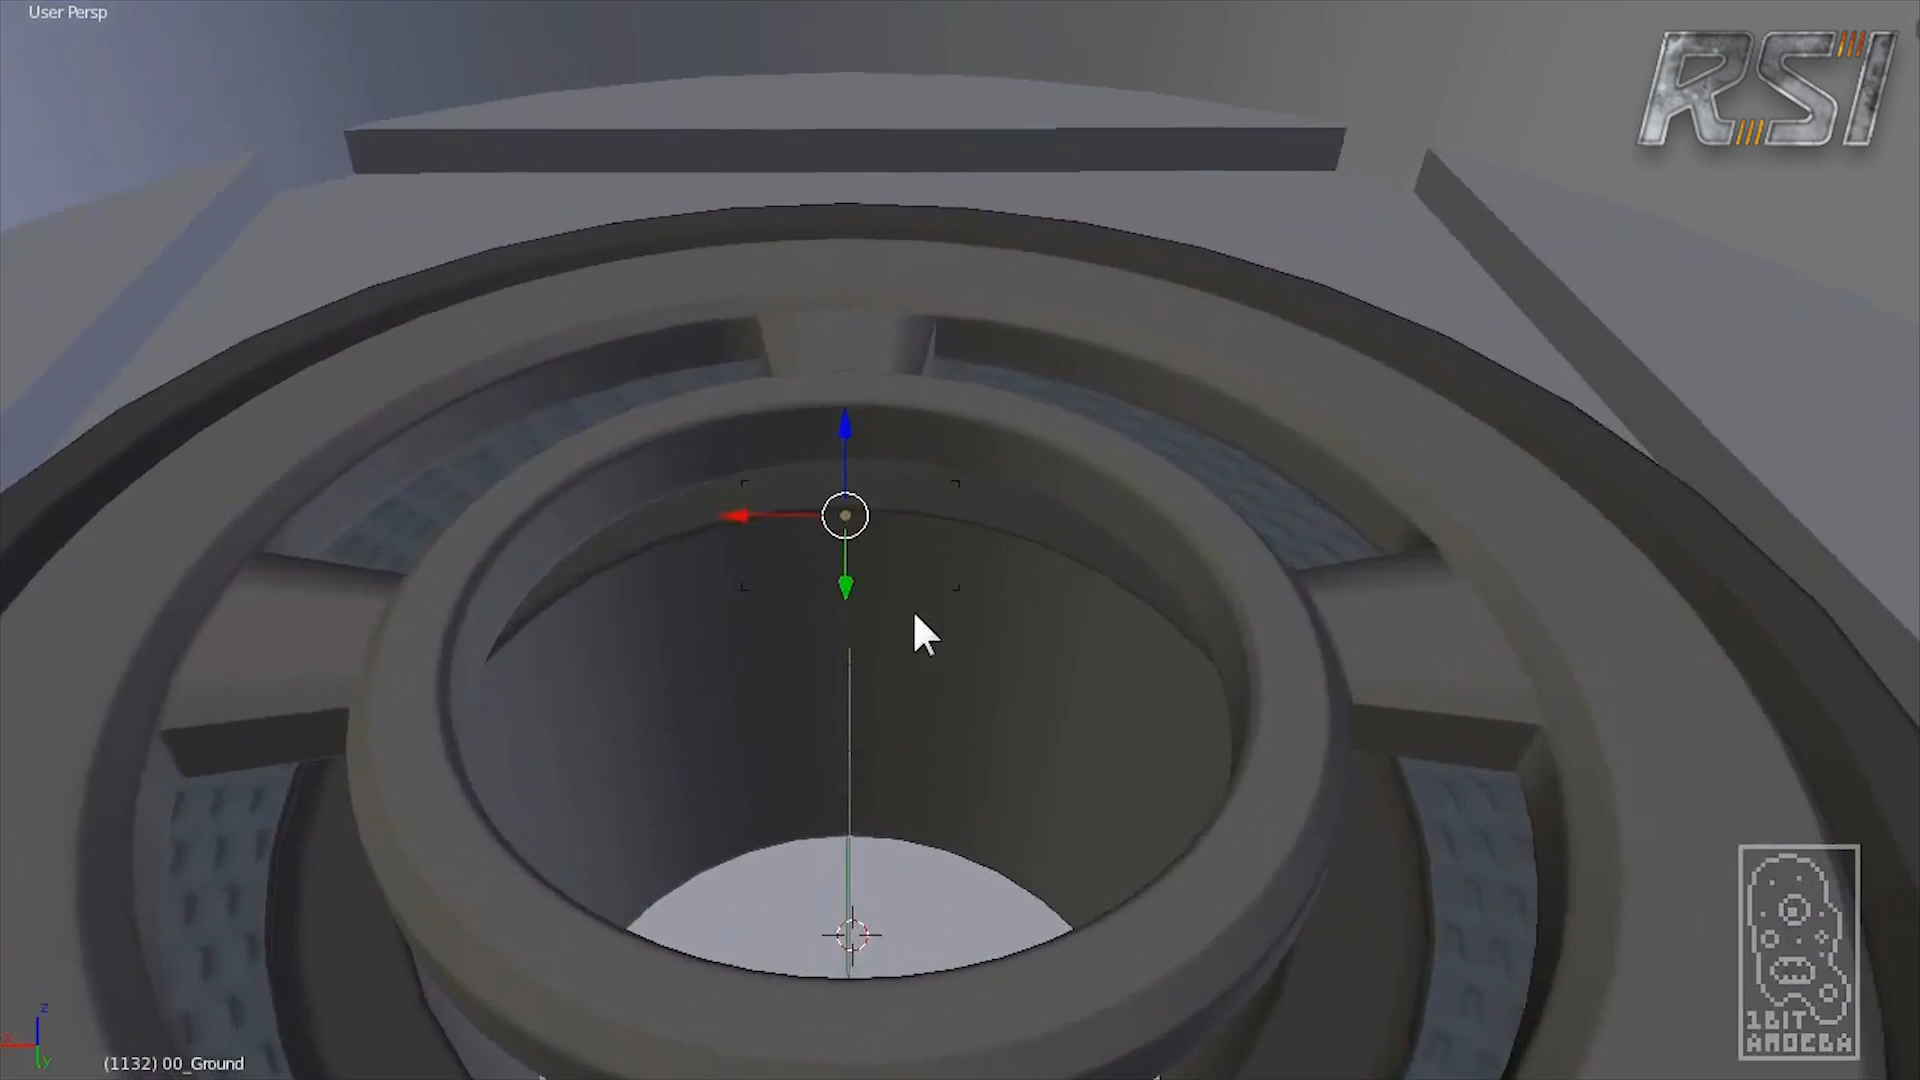 User Persp
RSI
z
x
y
(1132) 00_Ground
1BIT
AMOEBA